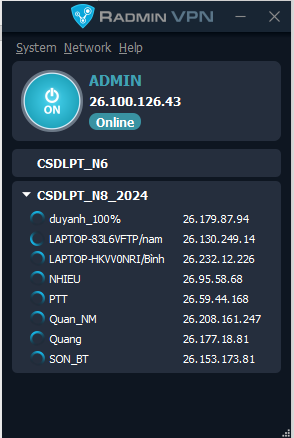 RADMIN VPN
System Network Help
ADMIN
ON
26.100.126.43
Online
CSDLPT_N6
CSDLPT_N8_2024
duyanh_100% 26.179.87.94
LAPTOP-83L6VFTP/nam 26.130.249.14
LAPTOP-HKVV0NRI/Bình 26.232.12.226
NHIEU 26.95.58.68
PTT 26.59.44.168
Quan_NM 26.208.161.247
Quang 26.177.18.81
SON_BT 26.153.173.81